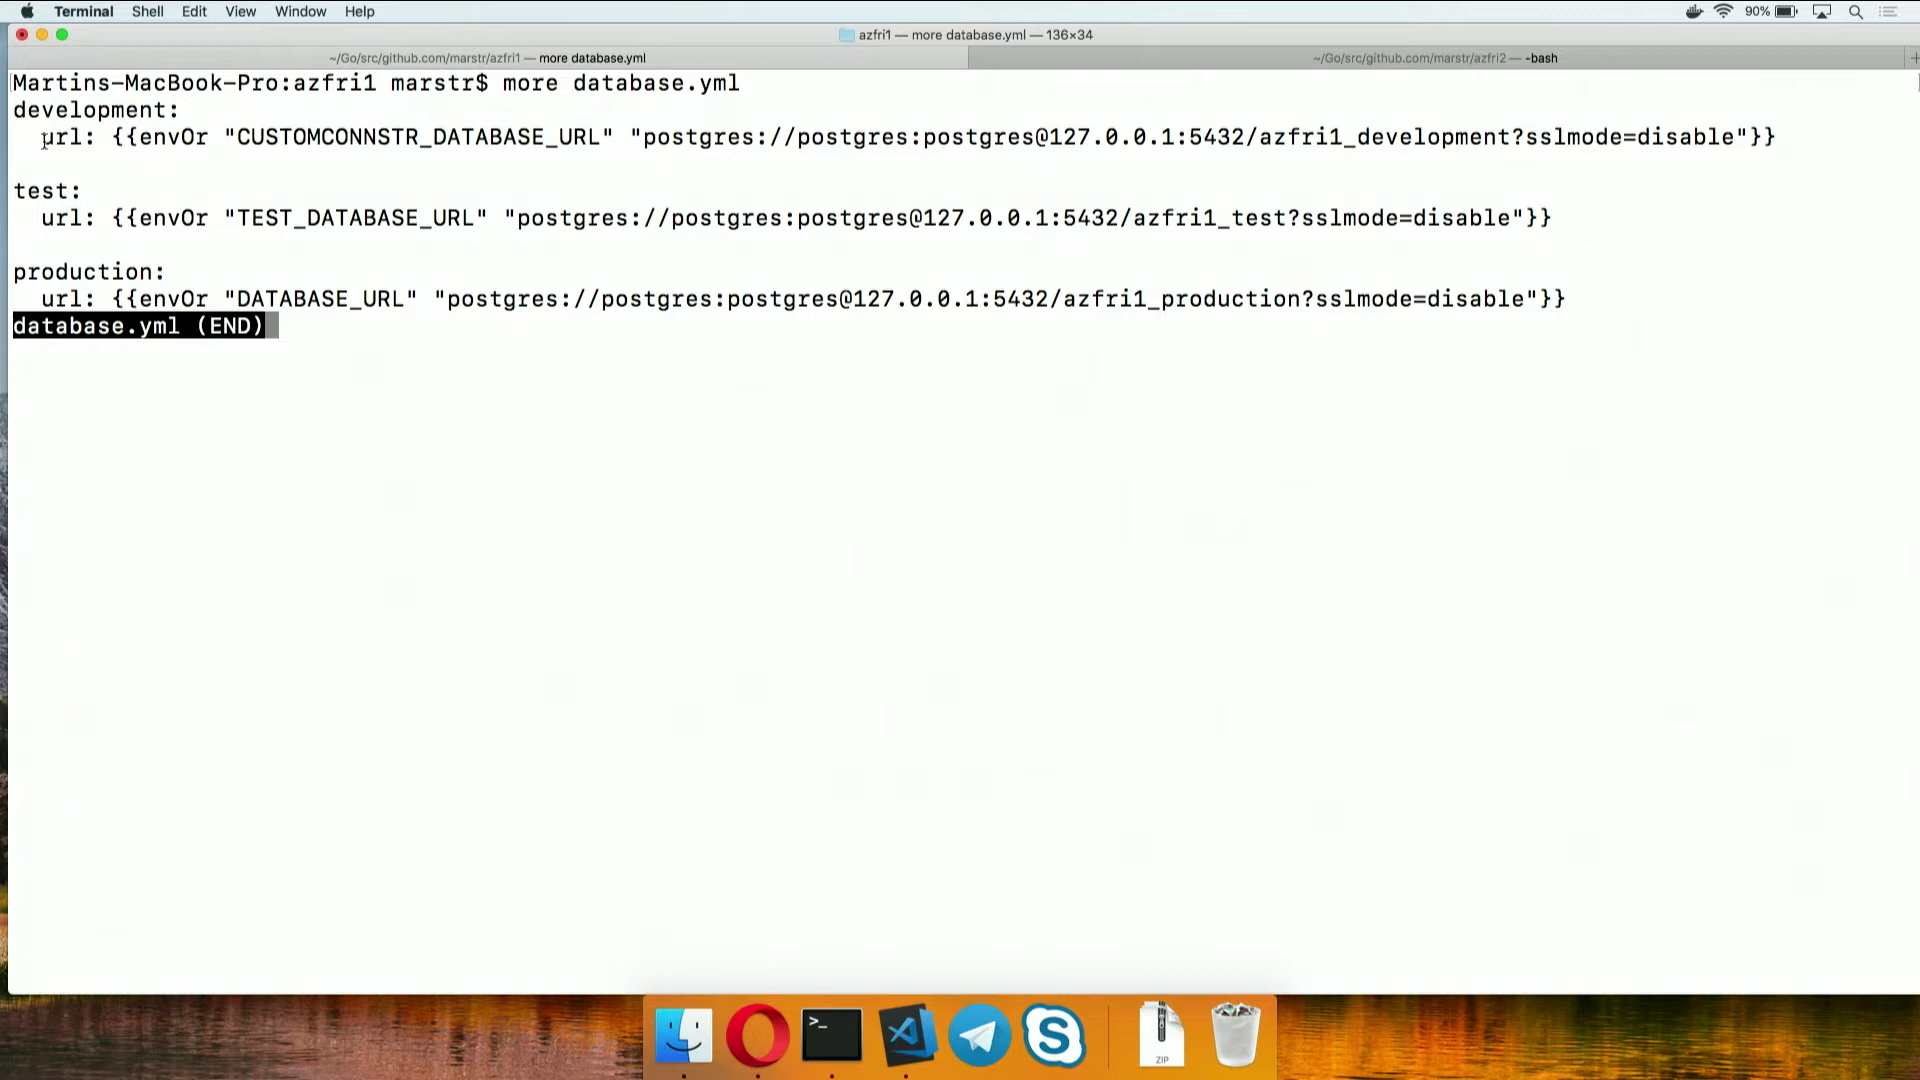 Terminal Shell Edit View Window Help 90%
azfri1 — more database.yml — 136×34
~/Go/src/github.com/marstr/azfri1 — more database.yml ~/Go/src/github.com/marstr/azfri2 — -bash +
Martins-MacBook-Pro:azfri1 marstr$ more database.yml
development:
  url: {{envOr "CUSTOMCONNSTR_DATABASE_URL" "postgres://postgres:postgres@127.0.0.1:5432/azfri1_development?sslmode=disable"}}
test:
  url: {{envOr "TEST_DATABASE_URL" "postgres://postgres:postgres@127.0.0.1:5432/azfri1_test?sslmode=disable"}}
production:
  url: {{envOr "DATABASE_URL" "postgres://postgres:postgres@127.0.0.1:5432/azfri1_production?sslmode=disable"}}
database.yml (END)
>_
ZIP